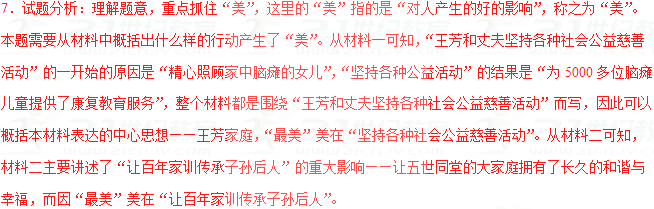 7．试题分析：理解题意，重点抓住“美”，这里的“美”指的是“对人产生的好的影响”，称之为“美”。
本题需要从材料中概括出什么样的行动产生了“美”。从材料一可知，“王芳和丈夫坚持各种社会公益慈善
活动”的一开始的原因是“精心照顾家中脑瘫的女儿”，“坚持各种公益活动”的结果是“为 5000 多位脑瘫
儿童提供了康复教育服务”，整个材料都是围绕“王芳和丈夫坚持各种社会公益慈善活动”而写，因此可以
概括本材料表达的中心思想——王芳家庭，“最美”美在“坚持各种社会公益慈善活动”。从材料二可知，
材料二主要讲述了“让百年家训传承子孙后人”的重大影响——让五世同堂的大家庭拥有了长久的和谐与
幸福，而因“最美”美在“让百年家训传承子孙后人”。